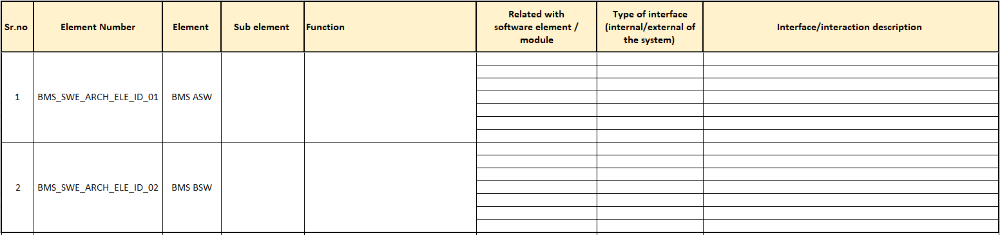 Sr.no
Element Number
Element
Sub element
Function
Related with
software element /
module
Type of interface
(internal/external of
the system)
Interface/interaction description
1
BMS_SWE_ARCH_ELE_ID_01
BMS ASW
2
BMS_SWE_ARCH_ELE_ID_02
BMS BSW